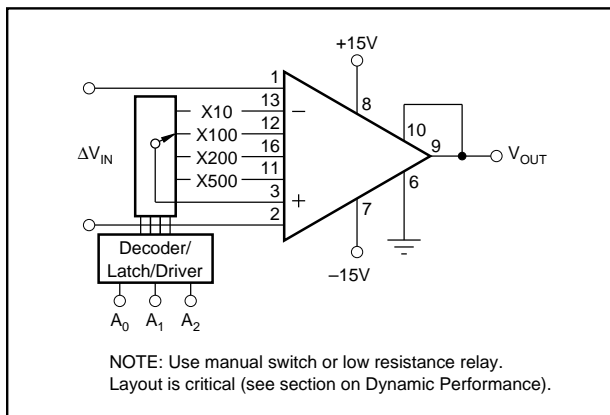 +15V
1
13
X10
–
8
12
X100
10
ΔV_IN
16
X200
9
V_OUT
11
X500
6
3
+
2
7
Decoder/
Latch/Driver
–15V
A_0 A_1 A_2
NOTE: Use manual switch or low resistance relay.
Layout is critical (see section on Dynamic Performance).